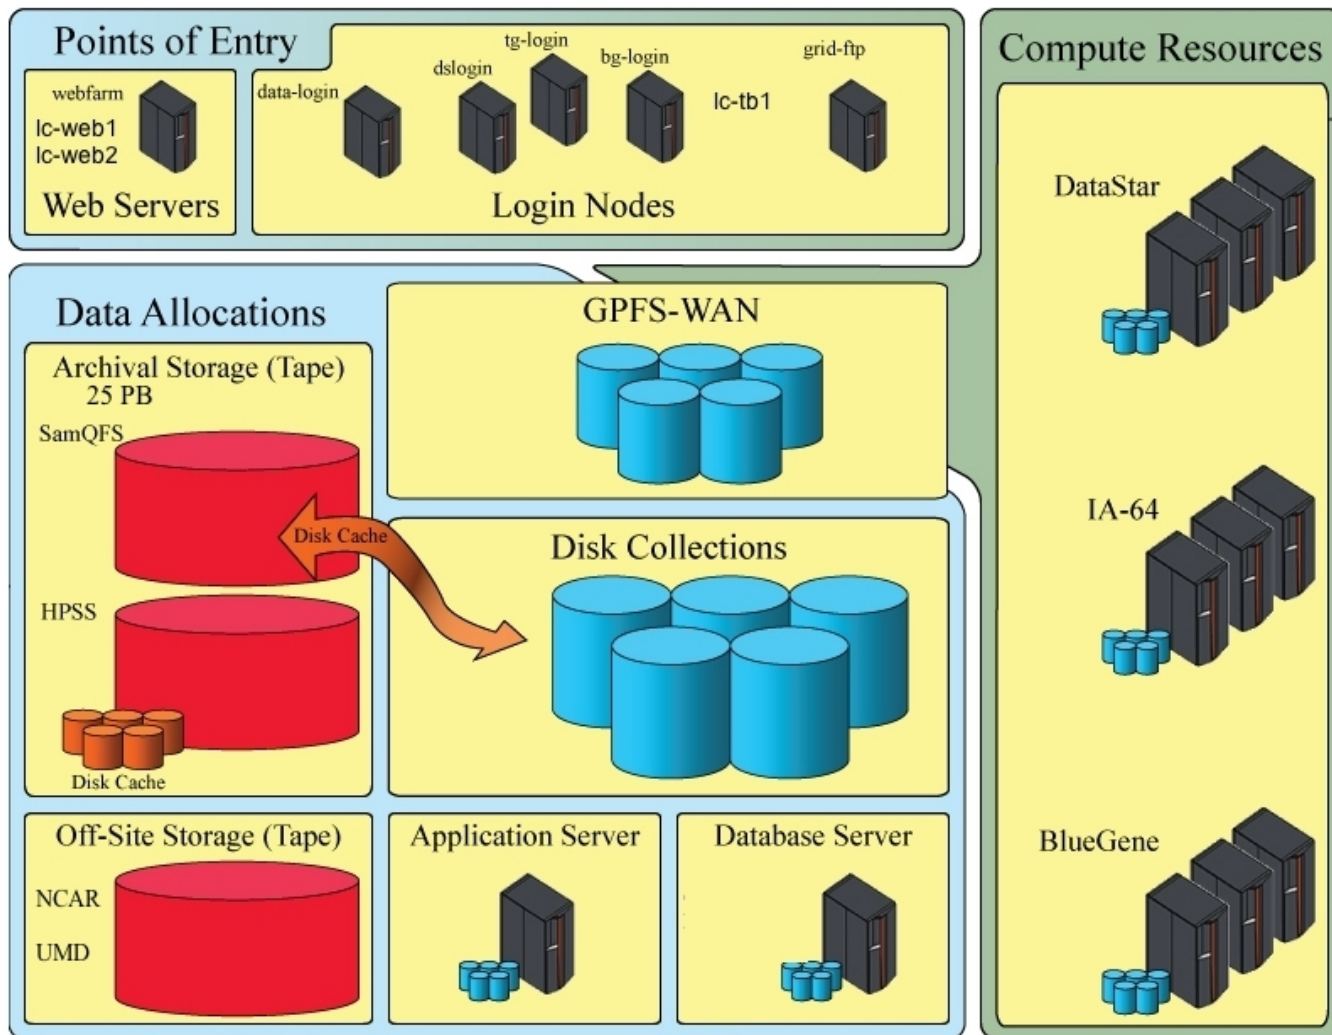 Points of Entry
webfarm
lc-web1
lc-web2
Web Servers
data-login
dslogin
tg-login
bg-login
lc-tb1
grid-ftp
Login Nodes
Compute Resources
DataStar
IA-64
BlueGene
Data Allocations
Archival Storage (Tape)
25 PB
SamQFS
HPSS
Disk Cache
Disk Cache
GPFS-WAN
Disk Collections
Off-Site Storage (Tape)
NCAR
UMD
Application Server
Database Server